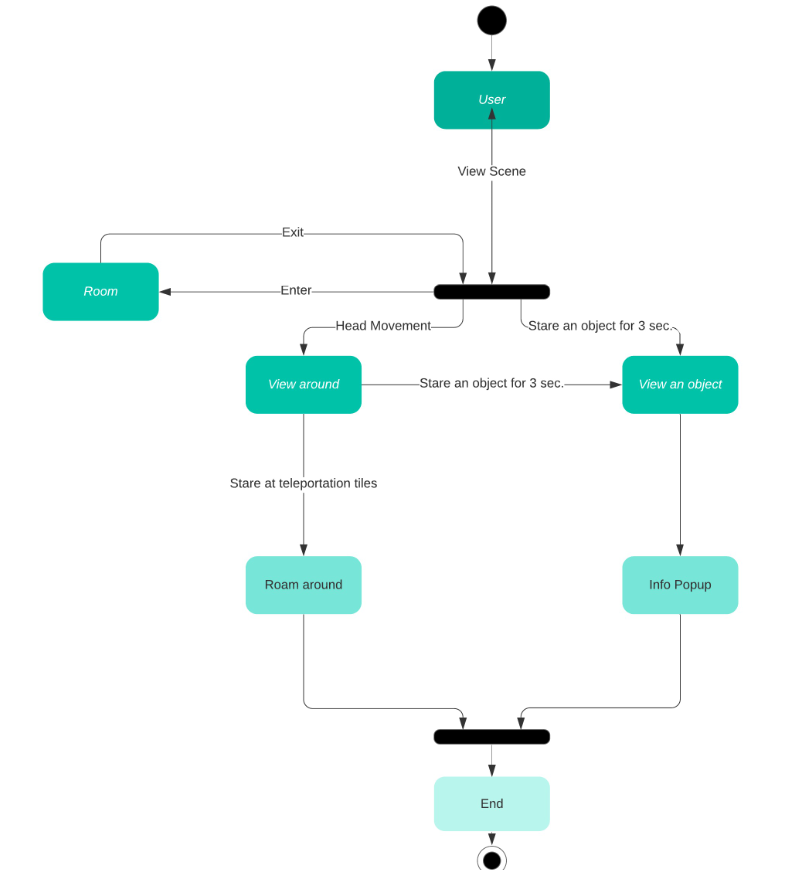 User
View Scene
Exit
Room
Enter
Head Movement
Stare an object for 3 sec.
View around
Stare an object for 3 sec.
View an object
Stare at teleportation tiles
Roam around
Info Popup
End